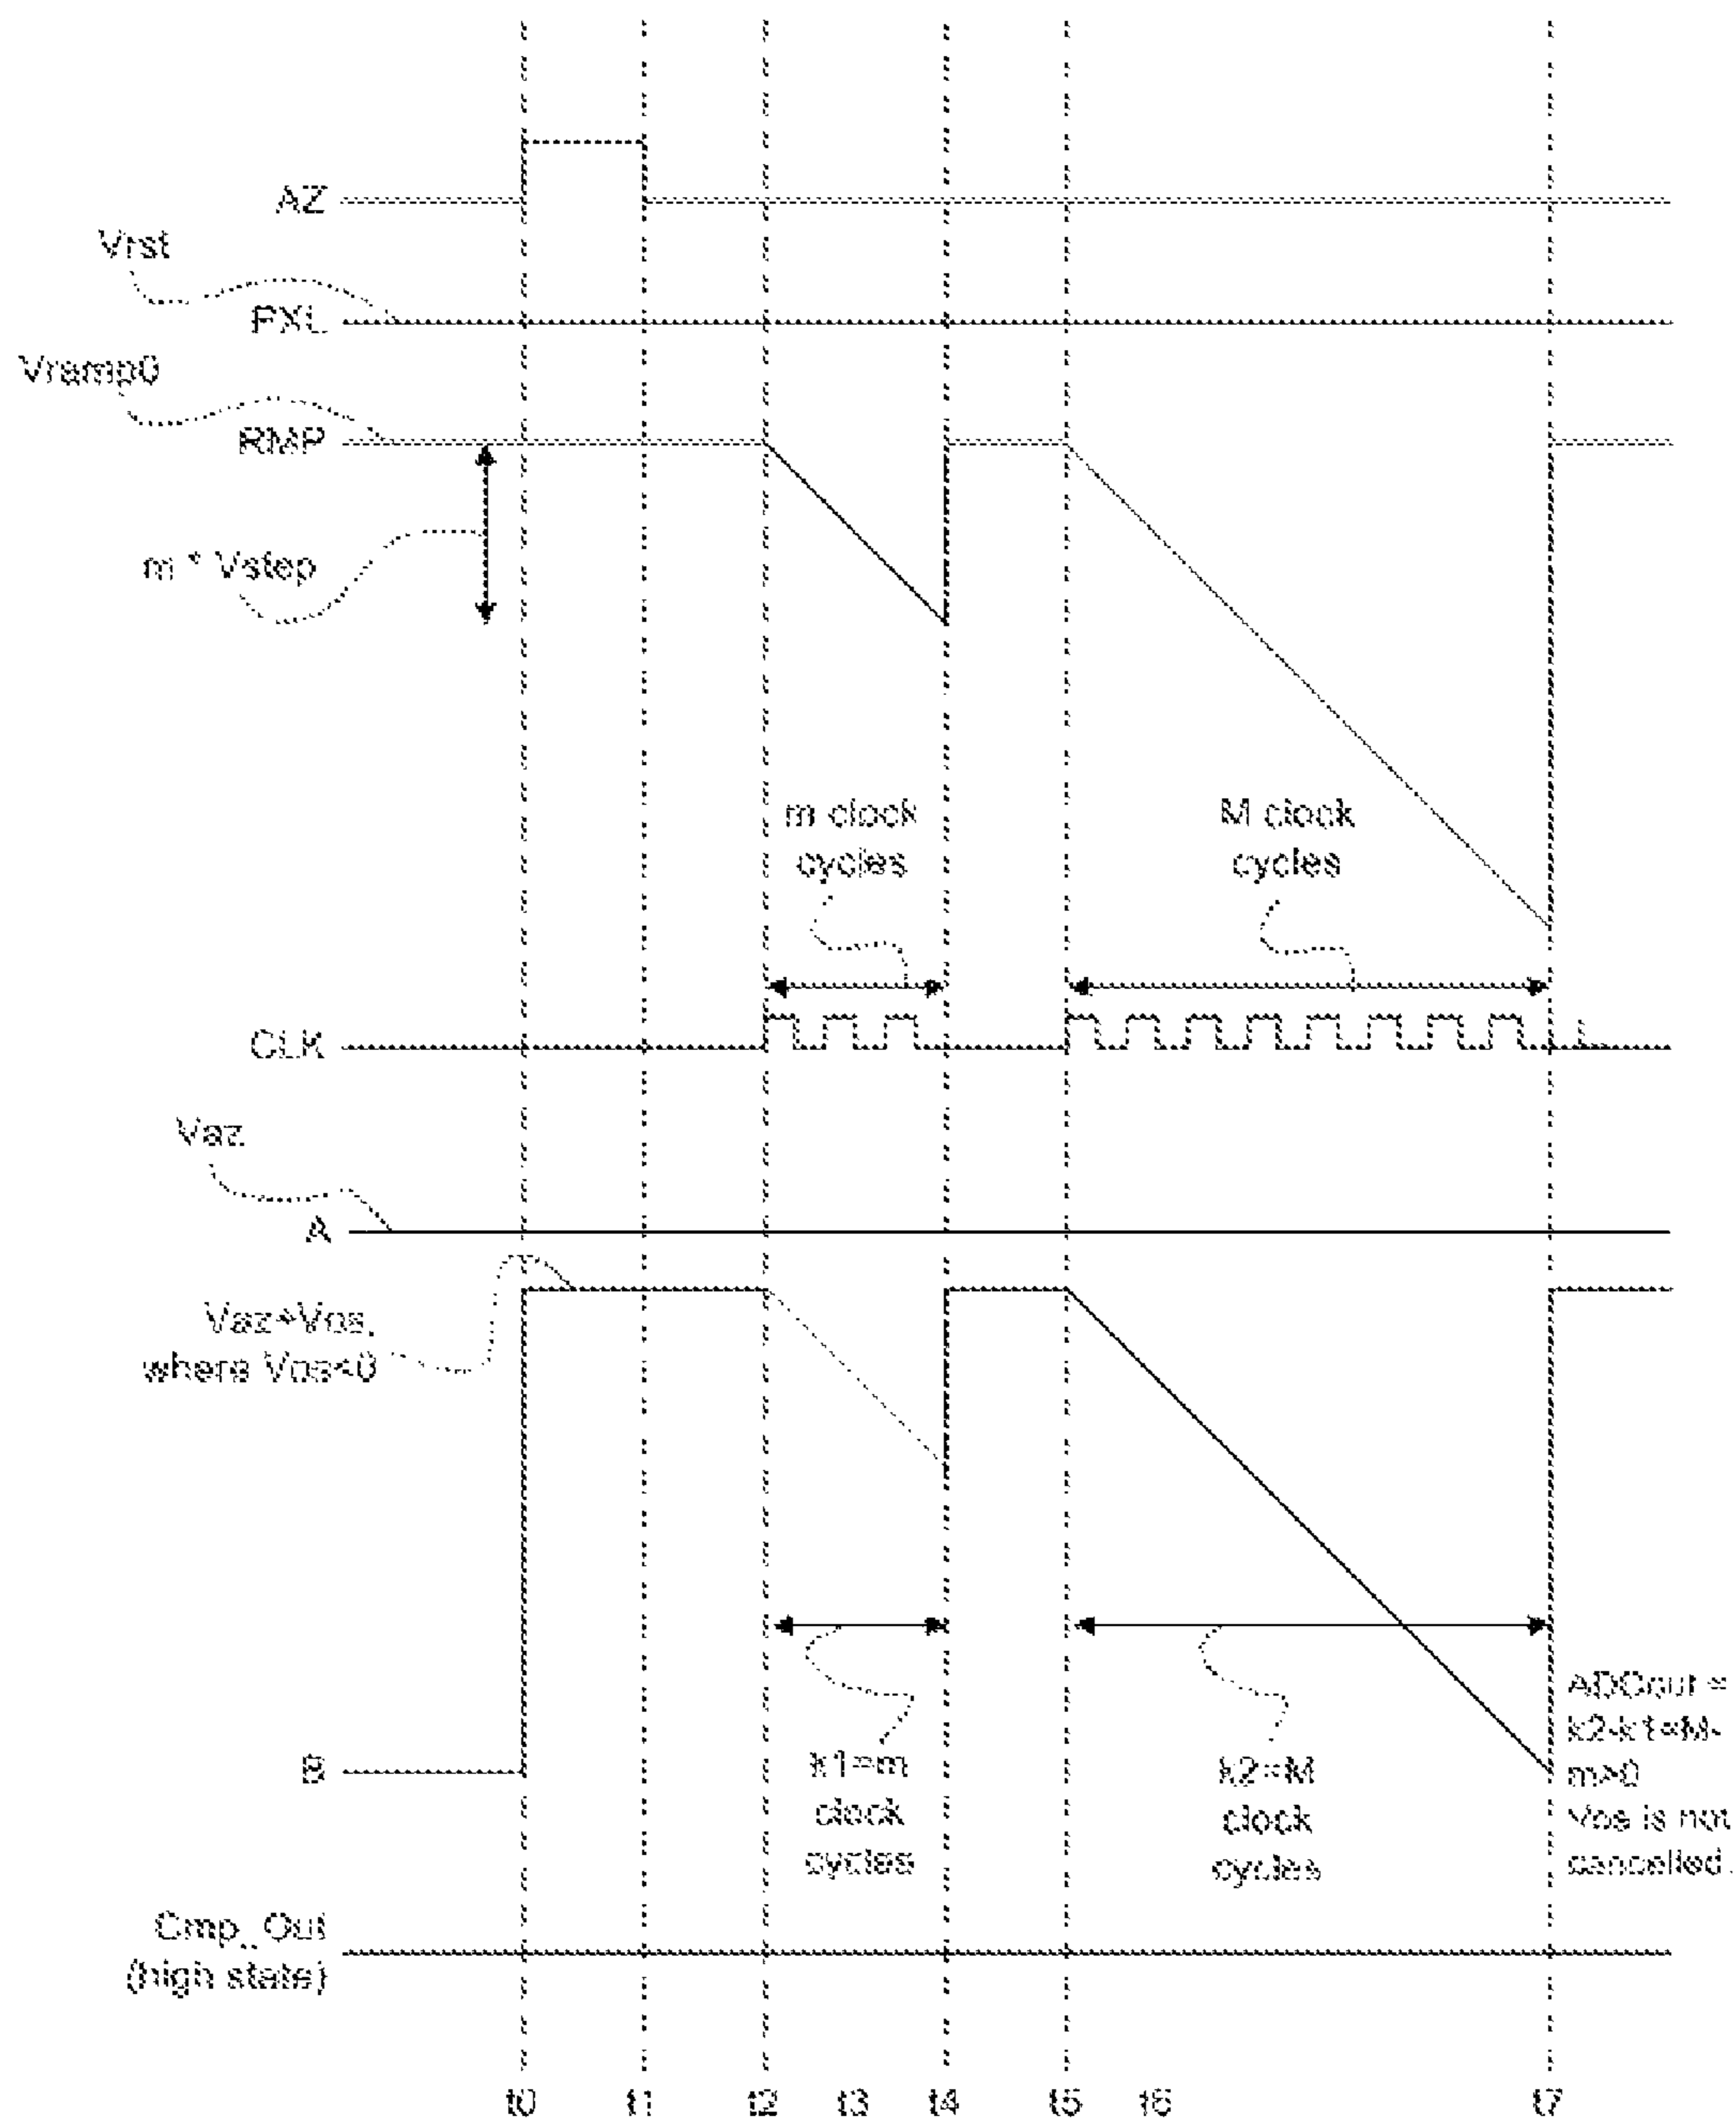 AZ
Vrst
PXL
Vramp0
RMP
m * Vstep
m clock
cycles
M clock
cycles
CLK
Vaz
A
Vaz+Vos,
where Vos<0
B
k1=m
clock
cycles
k2=M
clock
cycles
ADCout =
k2-k1=M-
m>0
Vos is not
cancelled.
Cmp_Out
(high state)
t0 t1 t2 t3 t4 t5 t6 t7